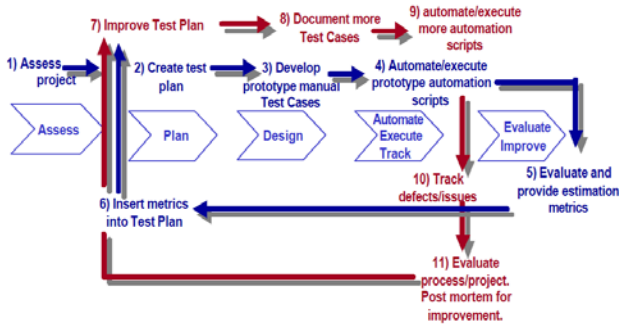 7) Improve Test Plan
8) Document more
Test Cases
9) automate/execute
more automation
scripts
1) Assess
project
2) Create test
plan
3) Develop
prototype manual
Test Cases
4) Automate/execute
prototype automation
scripts
Assess
Plan
Design
Automate
Execute
Track
Evaluate
Improve
5) Evaluate and
provide estimation
metrics
10) Track
defects/issues
6) Insert metrics
into Test Plan
11) Evaluate
process/project.
Post mortem for
improvement.